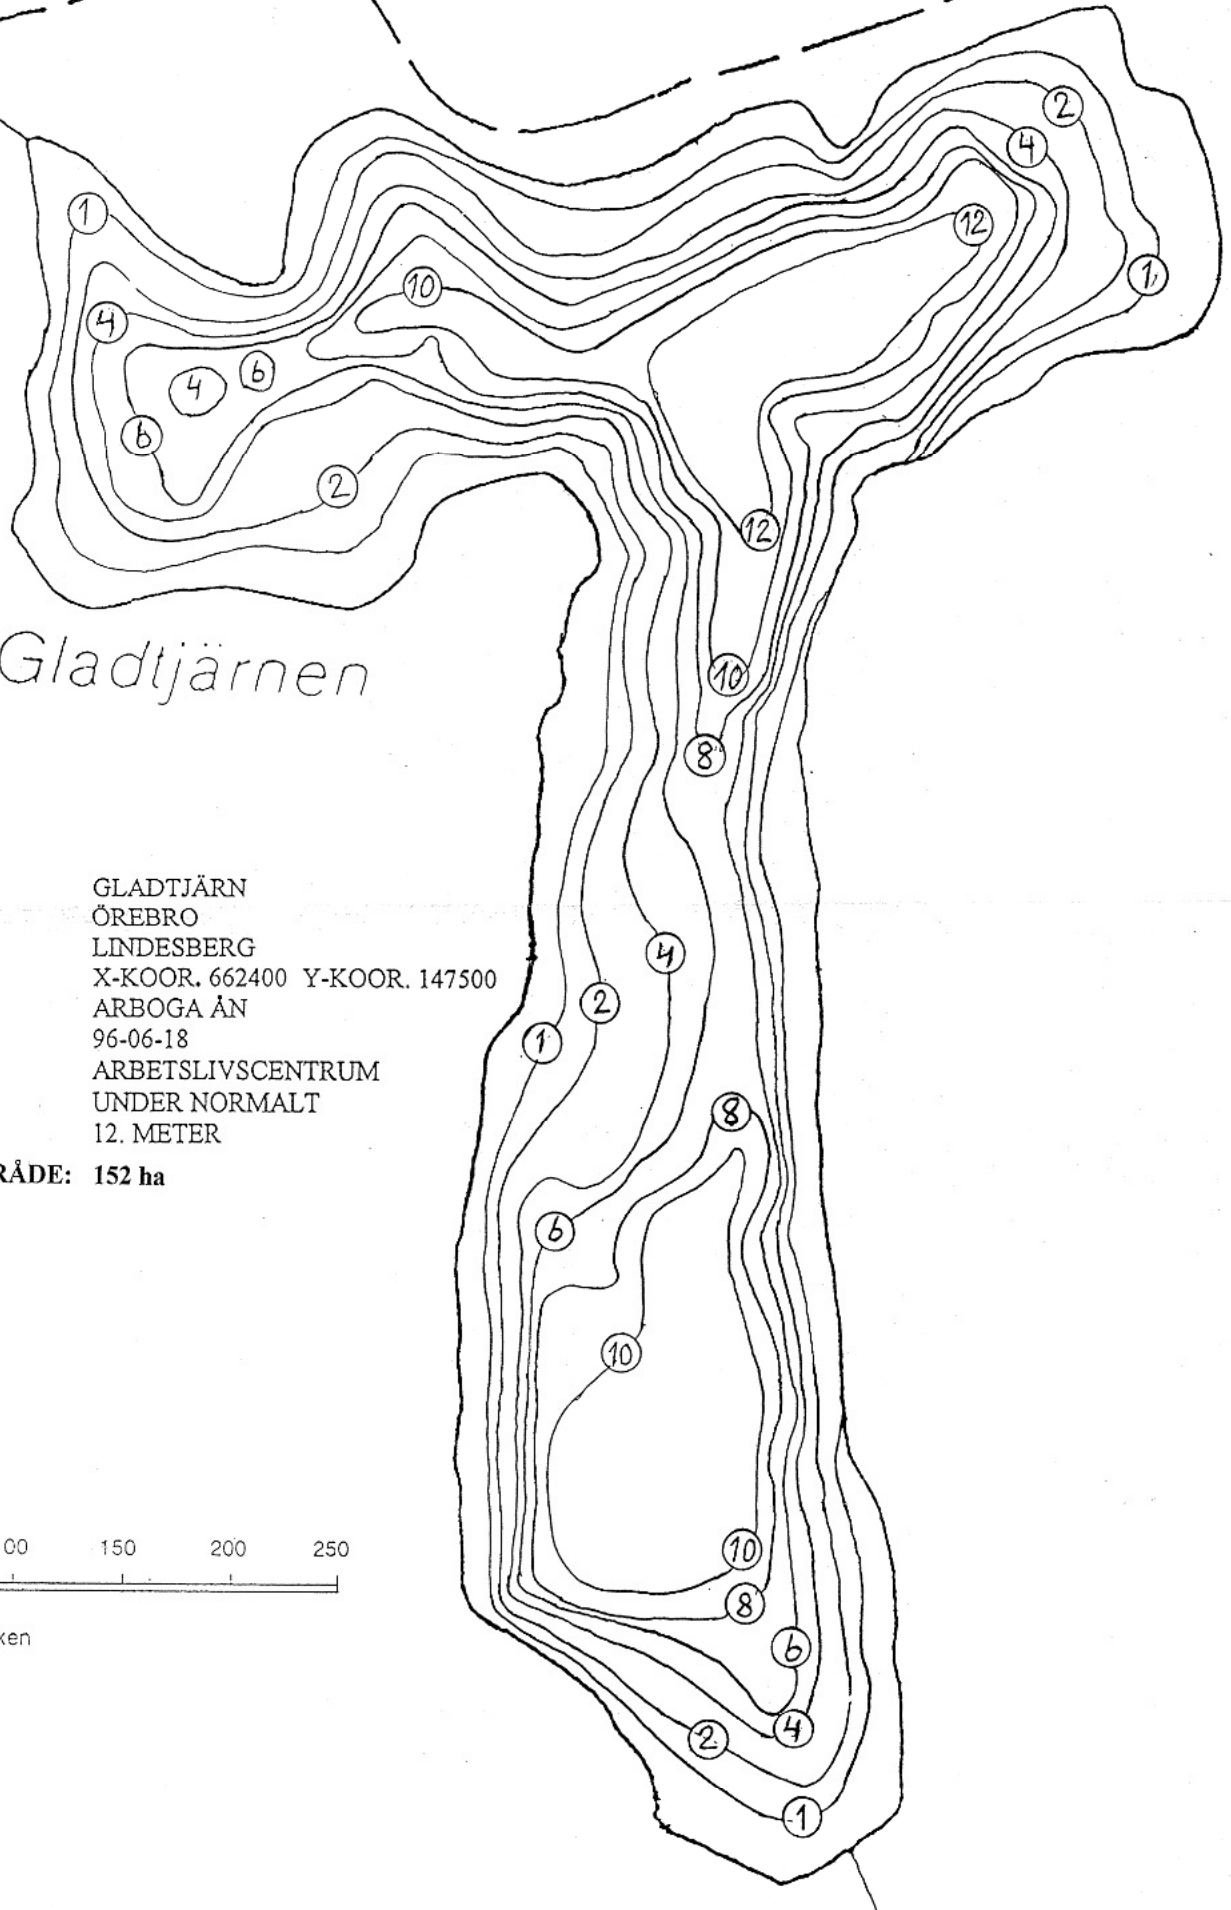 2
4
1
12
1
10
4
6
4
6
2
12
Gladtjärnen
10
8
GLADTJÄRN
ÖREBRO
LINDESBERG
X-KOOR. 662400 Y-KOOR. 147500
ARBOGA ÅN
96-06-18
ARBETSLIVSCENTRUM
UNDER NORMALT
12. METER
RÅDE: 152 ha
4
2
1
8
6
10
00 150 200 250
10
8
ken
6
4
2
1